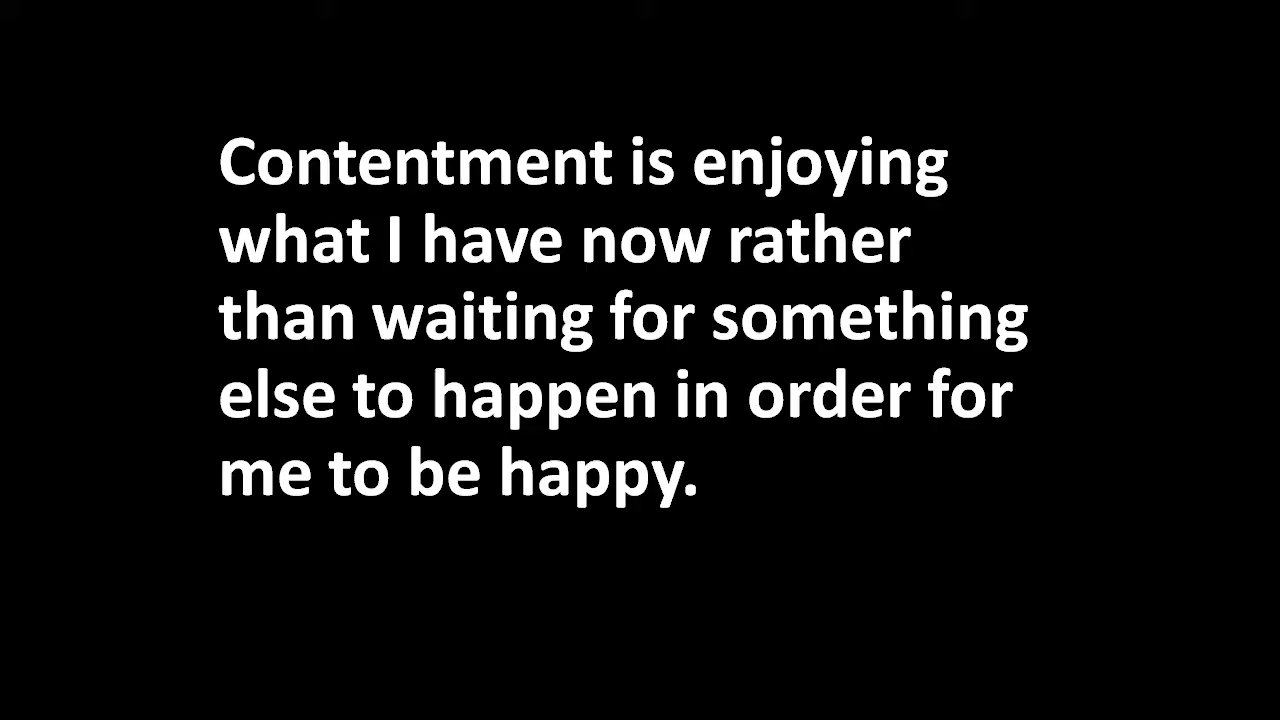 Contentment is enjoying
what I have now rather
than waiting for something
else to happen in order for
me to be happy.